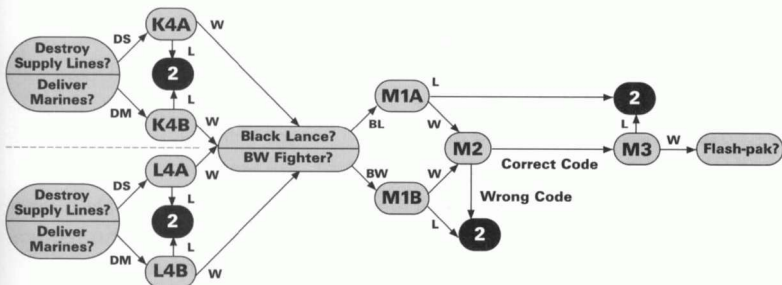 K4A
W
DS
L
Destroy
Supply Lines?
Deliver
Marines?
2
L
DM
K4B
W
Black Lance?
BW Fighter?
M1A
L
BL
W
2
L
M2
Correct Code
M3
W
Flash-pak?
Destroy
Supply Lines?
Deliver
Marines?
DS
L4A
W
L
2
L
DM
L4B
W
BW
M1B
W
L
Wrong Code
2